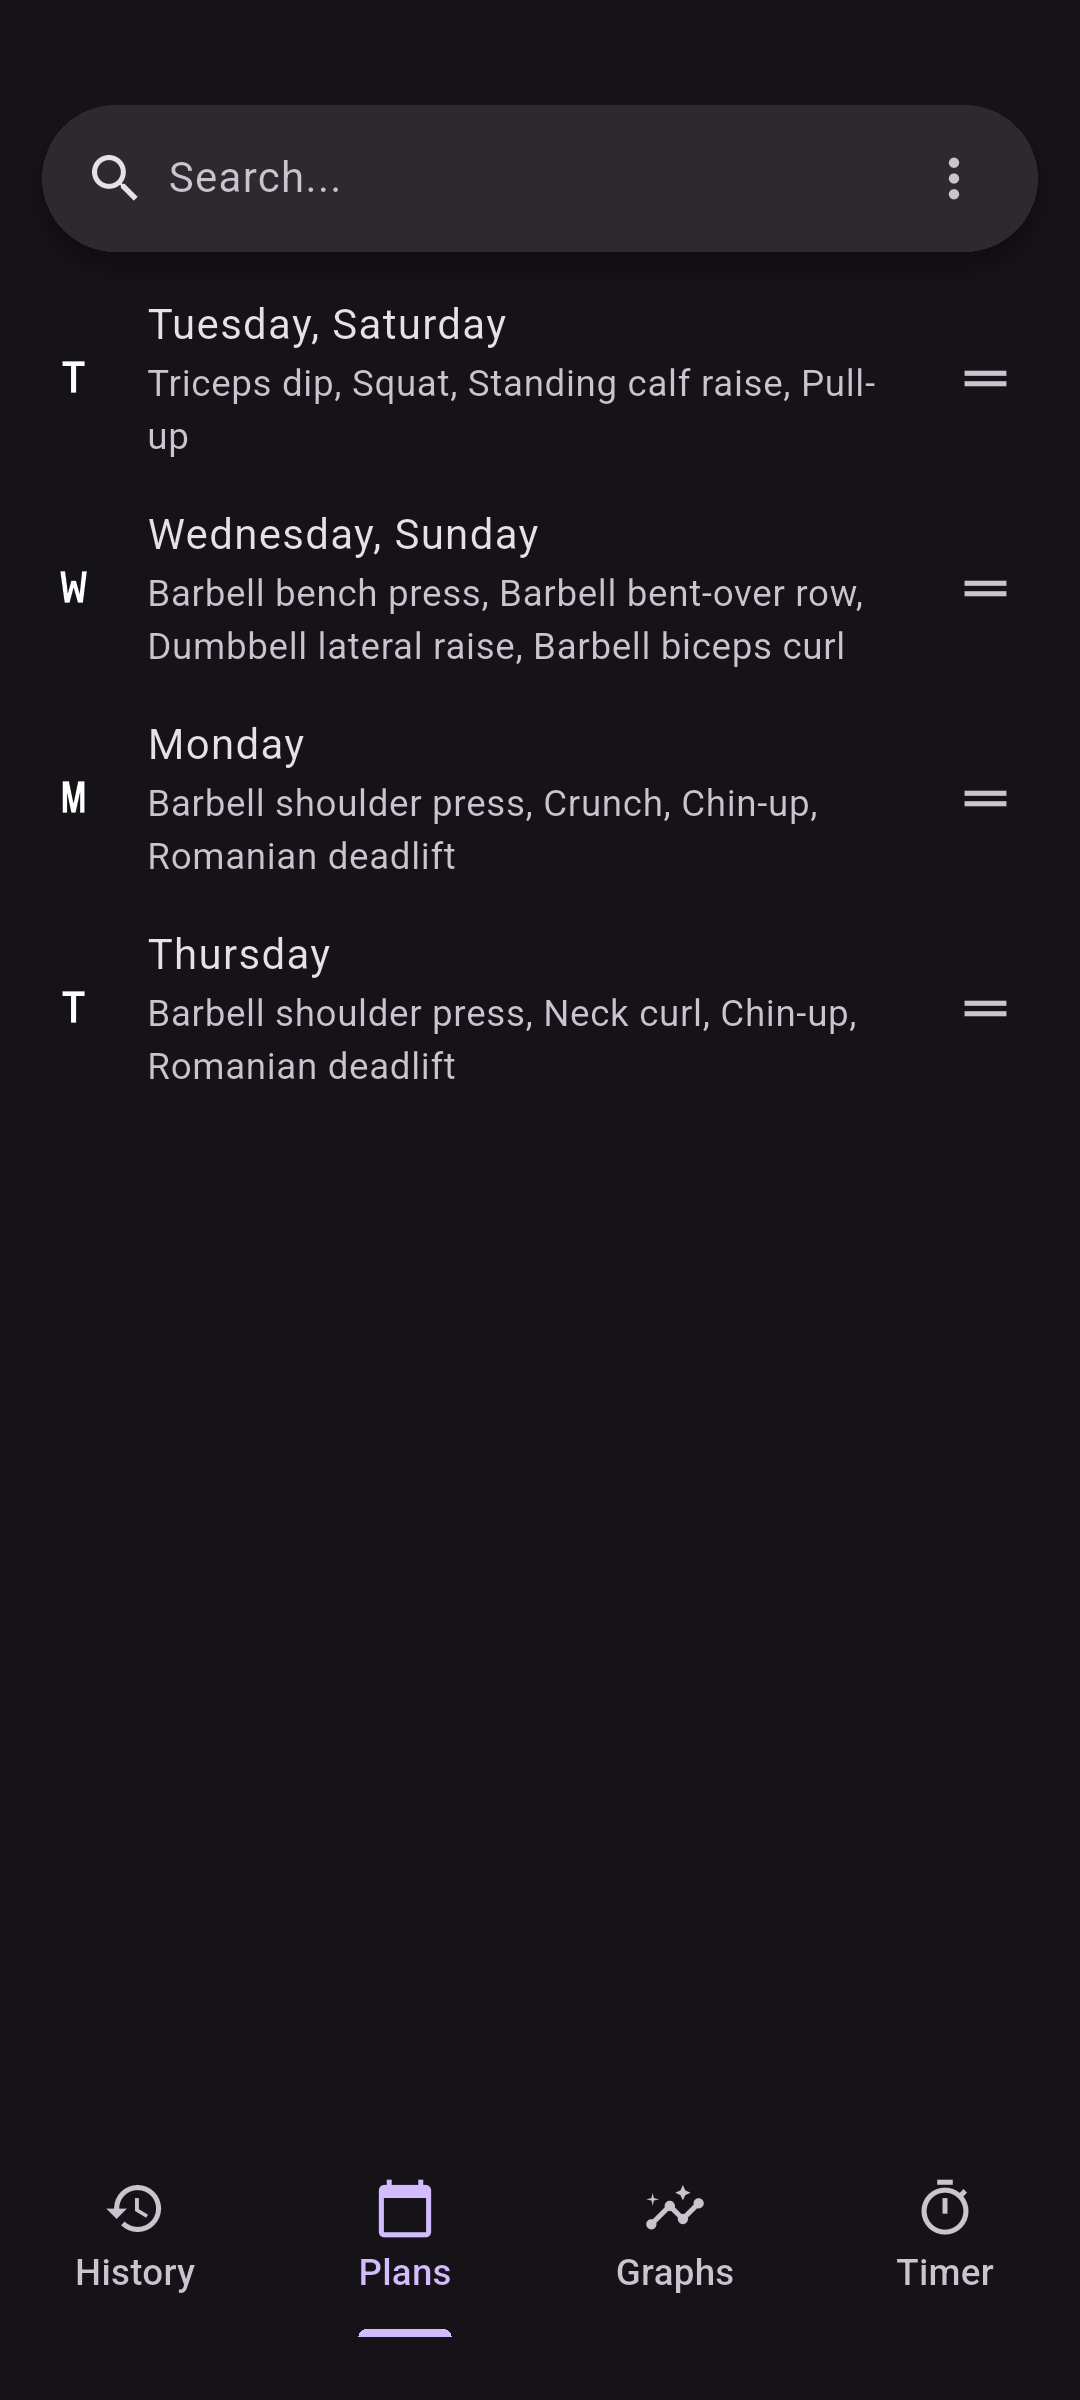 Search...
Tuesday, Saturday
T
Triceps dip, Squat, Standing calf raise, Pull-
up
Wednesday, Sunday
W
Barbell bench press, Barbell bent-over row,
Dumbbell lateral raise, Barbell biceps curl
Monday
M
Barbell shoulder press, Crunch, Chin-up,
Romanian deadlift
Thursday
T
Barbell shoulder press, Neck curl, Chin-up,
Romanian deadlift
History
Plans
Graphs
Timer